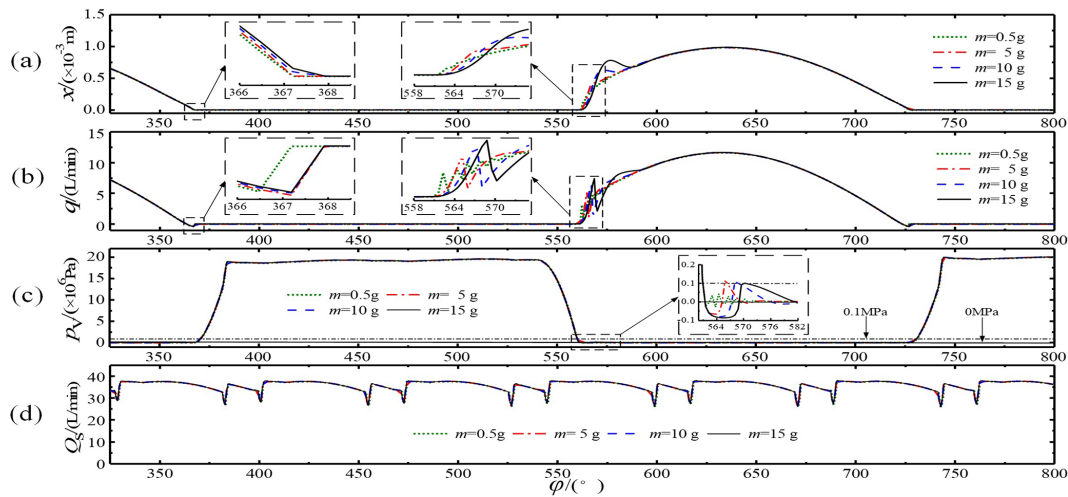 (a)
x/(×10⁻³m)
1.5
1.0
0.5
0.0
366 367 368
558 564 570
m=0.5g
m= 5 g
m=10 g
m=15 g
350 400 450 500 550 600 650 700 750 800
(b)
q/(L/min)
15
10
5
0
366 367 368
558 564 570
m=0.5g
m= 5 g
m=10 g
m=15 g
350 400 450 500 550 600 650 700 750 800
(c)
pV/(×10⁶Pa)
20
15
10
5
0
m=0.5g m= 5 g
m=10 g m=15 g
0.2
0.1
0.0
-0.1
564 570 576 582
0.1MPa 0MPa
350 400 450 500 550 600 650 700 750 800
(d)
QS/(L/min)
40
30
20
10
0
m=0.5g m= 5 g m=10 g m=15 g
350 400 450 500 550 600 650 700 750 800
φ/(°)